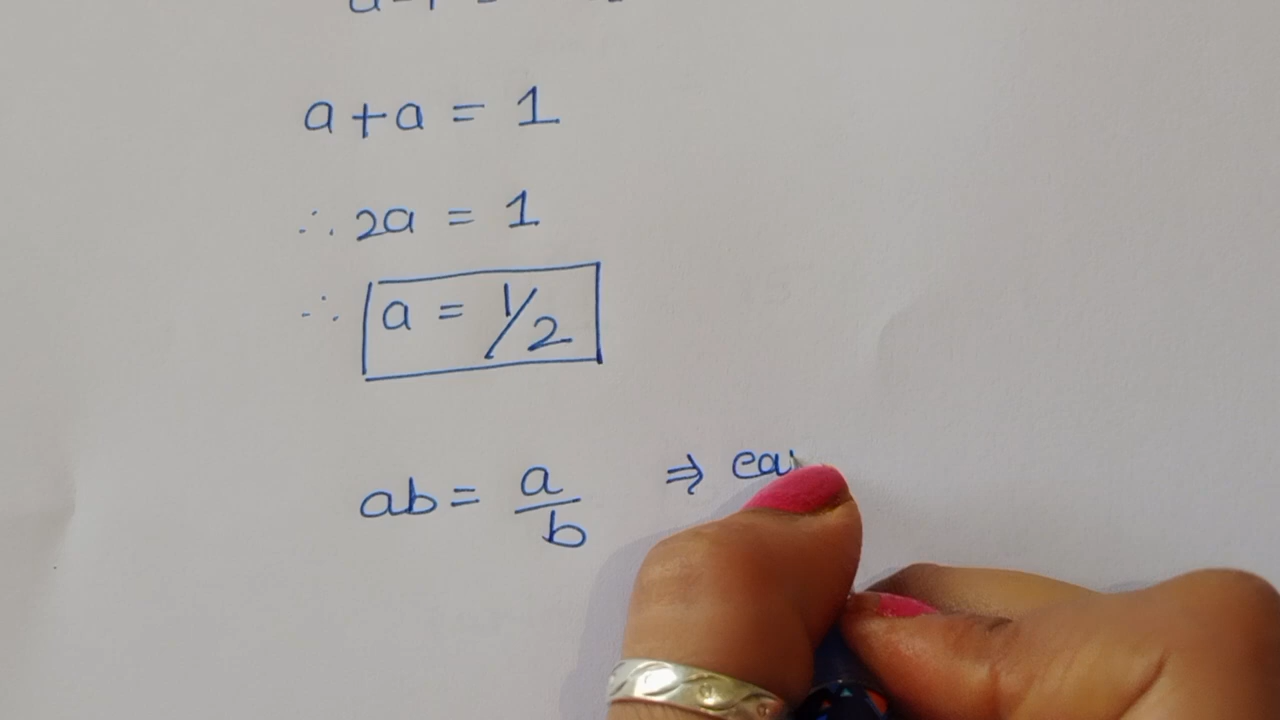 a + a = 1
∴ 2a = 1
∴ a = 1/2
ab = a/b ⇒